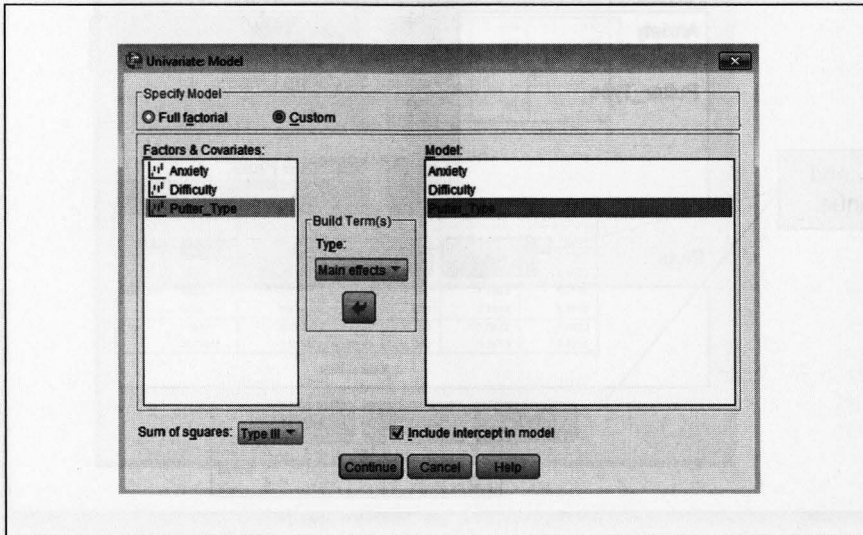 Univariate: Model
Specify Model
Full factorial
Custom
Factors & Covariates:
Model:
Anxiety
Difficulty
Putter_Type
Build Term(s)
Type:
Main effects
Anxiety
Difficulty
Putter_Type
Sum of squares:
Type III
Include intercept in model
Continue
Cancel
Help